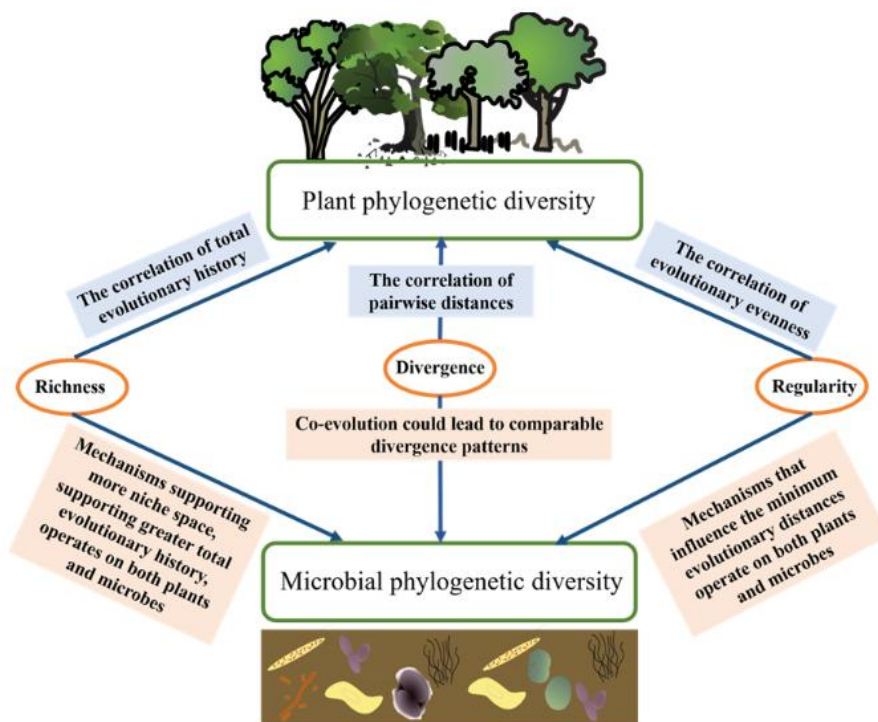 Plant phylogenetic diversity
The correlation of total
evolutionary history
The correlation of
pairwise distances
The correlation of
evolutionary evenness
Richness
Divergence
Regularity
Mechanisms supporting
more niche space,
supporting greater total
evolutionary history,
operates on both plants
and microbes
Co-evolution could lead to comparable
divergence patterns
Mechanisms that
influence the minimum
evolutionary distances
operate on both plants
and microbes
Microbial phylogenetic diversity